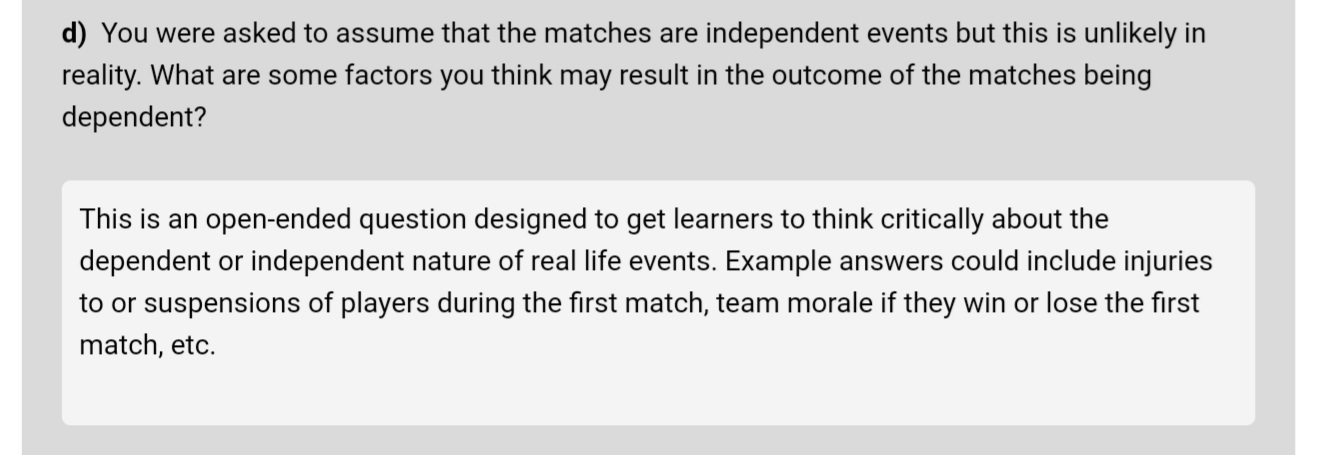 d) You were asked to assume that the matches are independent events but this is unlikely in
reality. What are some factors you think may result in the outcome of the matches being
dependent?
This is an open-ended question designed to get learners to think critically about the
dependent or independent nature of real life events. Example answers could include injuries
to or suspensions of players during the first match, team morale if they win or lose the first
match, etc.